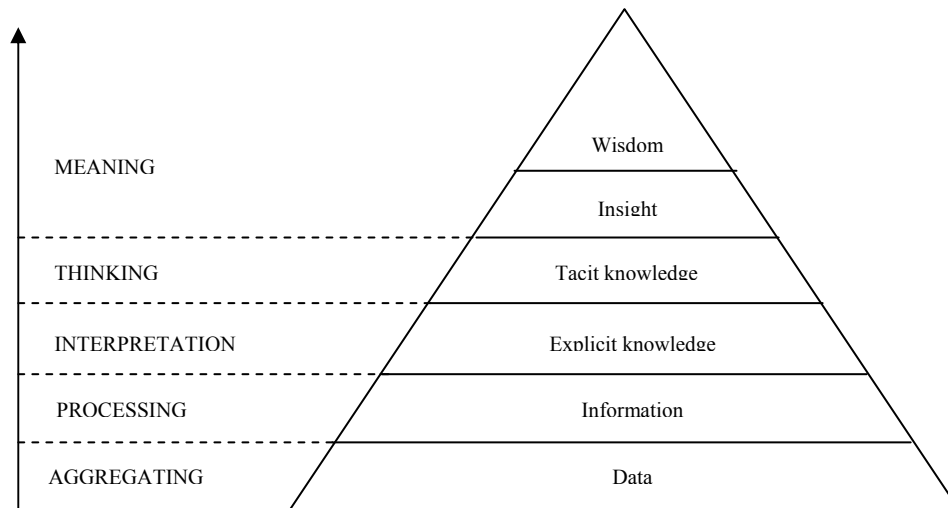 Wisdom
MEANING
Insight
THINKING
Tacit knowledge
INTERPRETATION
Explicit knowledge
PROCESSING
Information
AGGREGATING
Data